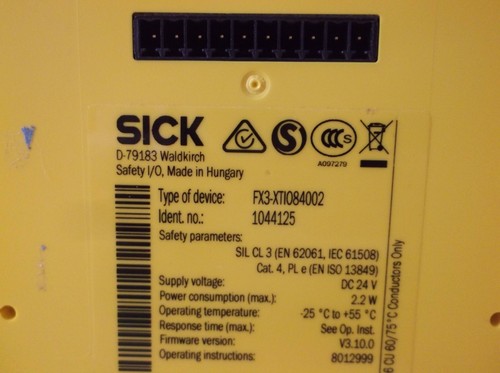 SICK
D-79183 Waldkirch
Safety I/O, Made in Hungary
CCC S
A097279
Type of device: FX3-XTIO84002
Ident. no.: 1044125
Safety parameters:
SIL CL 3 (EN 62061, IEC 61508)
Cat. 4, PL e (EN ISO 13849)
Supply voltage: DC 24 V
Power consumption (max.): 2.2 W
Operating temperature: -25 °C to +55 °C
Response time (max.): See Op. Inst.
Firmware version: V3.10.0
Operating instructions: 8012999
6 CU 60/75°C Conductors Only